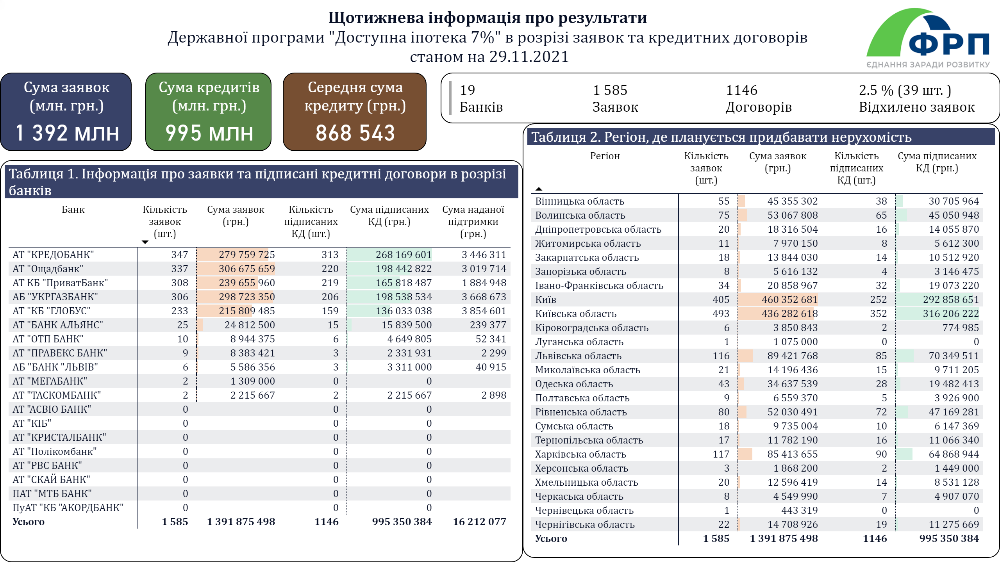 Щотижнева інформація про результати
Державної програми "Доступна іпотека 7%" в розрізі заявок та кредитних договорів
станом на 29.11.2021
ФРП
ЄДНАННЯ ЗАРАДИ РОЗВИТКУ
Сума заявок
(млн. грн.)
1 392 млн
Сума кредитів
(млн. грн.)
995 млн
Середня сума
кредиту (грн.)
868 543
19
Банків
1 585
Заявок
1146
Договорів
2.5 % (39 шт. )
Відхилено заявок
Таблиця 1. Інформація про заявки та підписані кредитні договори в розрізі
банків
Банк Кількість заявок (шт.) Сума заявок (грн.) Кількість підписаних КД (шт.) Сума підписаних КД (грн.) Сума наданої підтримки (грн.)
АТ "КРЕДОБАНК" 347 279 759 725 313 268 169 601 3 446 311
АТ "Ощадбанк" 337 306 675 659 220 198 442 822 3 019 714
АТ КБ "ПриватБанк" 308 239 655 960 219 165 818 487 1 884 948
АБ "УКРГАЗБАНК" 306 298 723 350 206 198 538 534 3 668 673
АТ "КБ "ГЛОБУС" 233 215 809 485 159 136 033 038 3 854 601
АТ "БАНК АЛЬЯНС" 25 24 812 500 15 15 839 500 239 377
АТ "ОТП БАНК" 10 8 944 375 6 4 649 805 52 341
АТ "ПРАВЕКС БАНК" 9 8 383 421 3 2 331 931 2 299
АБ "БАНК "ЛЬВІВ" 6 5 586 356 3 3 311 000 40 915
АТ "МЕГАБАНК" 2 1 309 000 0 0
АТ "ТАСКОМБАНК" 2 2 215 667 2 2 215 667 2 898
АТ "АСВІО БАНК" 0 0 0
АТ "КІБ" 0 0 0
АТ "КРИСТАЛБАНК" 0 0 0
АТ "Полікомбанк" 0 0 0
АТ "РВС БАНК" 0 0 0
АТ "СКАЙ БАНК" 0 0 0
ПАТ "МТБ БАНК" 0 0 0
ПуАТ "КБ "АКОРДБАНК" 0 0 0
Усього 1 585 1 391 875 498 1146 995 350 384 16 212 077
Таблиця 2. Регіон, де планується придбавати нерухомість
Регіон Кількість заявок (шт.) Сума заявок (грн.) Кількість підписаних КД (шт.) Сума підписаних КД (грн.)
Вінницька область 55 45 355 302 38 30 705 964
Волинська область 75 53 067 808 65 45 050 948
Дніпропетровська область 20 18 316 504 16 14 055 870
Житомирська область 11 7 970 150 8 5 612 300
Закарпатська область 18 13 844 030 14 10 512 920
Запорізька область 8 5 616 132 4 3 146 475
Івано-Франківська область 34 20 858 967 32 19 073 220
Київ 405 460 352 681 252 292 858 651
Київська область 493 436 282 618 352 316 206 222
Кіровоградська область 6 3 850 843 2 774 985
Луганська область 1 1 075 000 0 0
Львівська область 116 89 421 768 85 70 349 511
Миколаївська область 21 14 196 436 15 9 711 205
Одеська область 43 34 637 539 28 19 482 413
Полтавська область 9 6 559 370 5 3 926 900
Рівненська область 80 52 030 491 72 47 169 281
Сумська область 18 9 735 004 10 6 147 369
Тернопільська область 17 11 782 190 16 11 066 340
Харківська область 117 85 413 655 90 64 868 944
Херсонська область 3 1 868 200 2 1 449 000
Хмельницька область 20 12 596 419 14 8 531 128
Черкаська область 8 4 549 990 7 4 907 070
Чернівецька область 1 443 319 0 0
Чернігівська область 22 14 708 926 19 11 275 669
Усього 1 585 1 391 875 498 1146 995 350 384